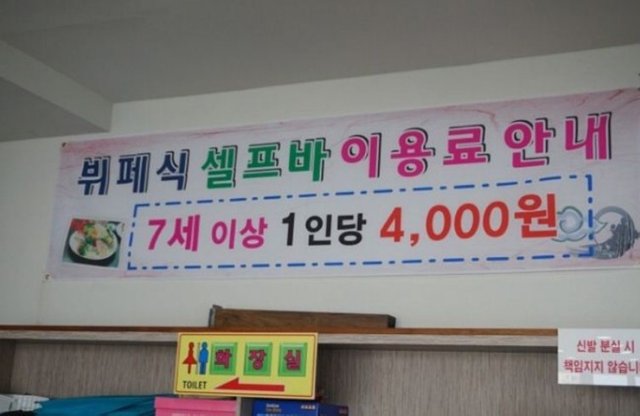 뷔페식 셀프바 이용료 안내
7세 이상 1인당 4,000원
화장실
TOILET
신발 분실 시
책임지지 않습니